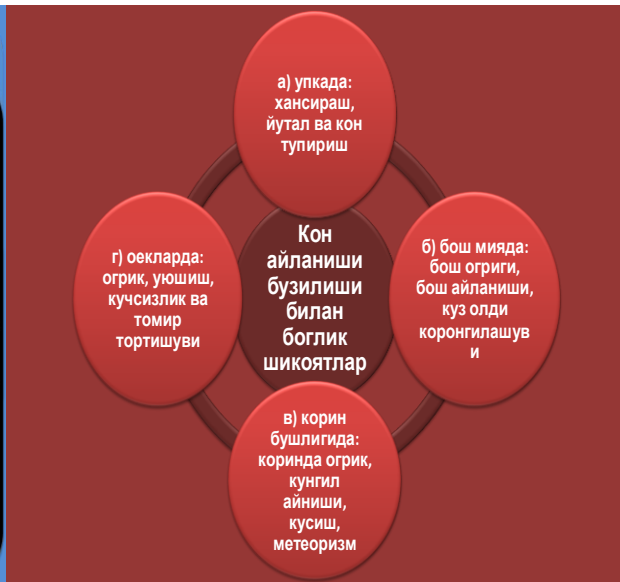 а) упкада:
хансираш,
йутал ва кон
тупириш
г) оекларда:
огрик, уюшиш,
кучсизлик ва
томир
тортишуви
Кон
айланиши
бузилиши
билан
боглик
шикоятлар
б) бош мияда:
бош огриги,
бош айланиши,
куз олди
коронгилашув
и
в) корин
бушлигида:
коринда огрик,
кунгил
айниши,
кусиш,
метеоризм